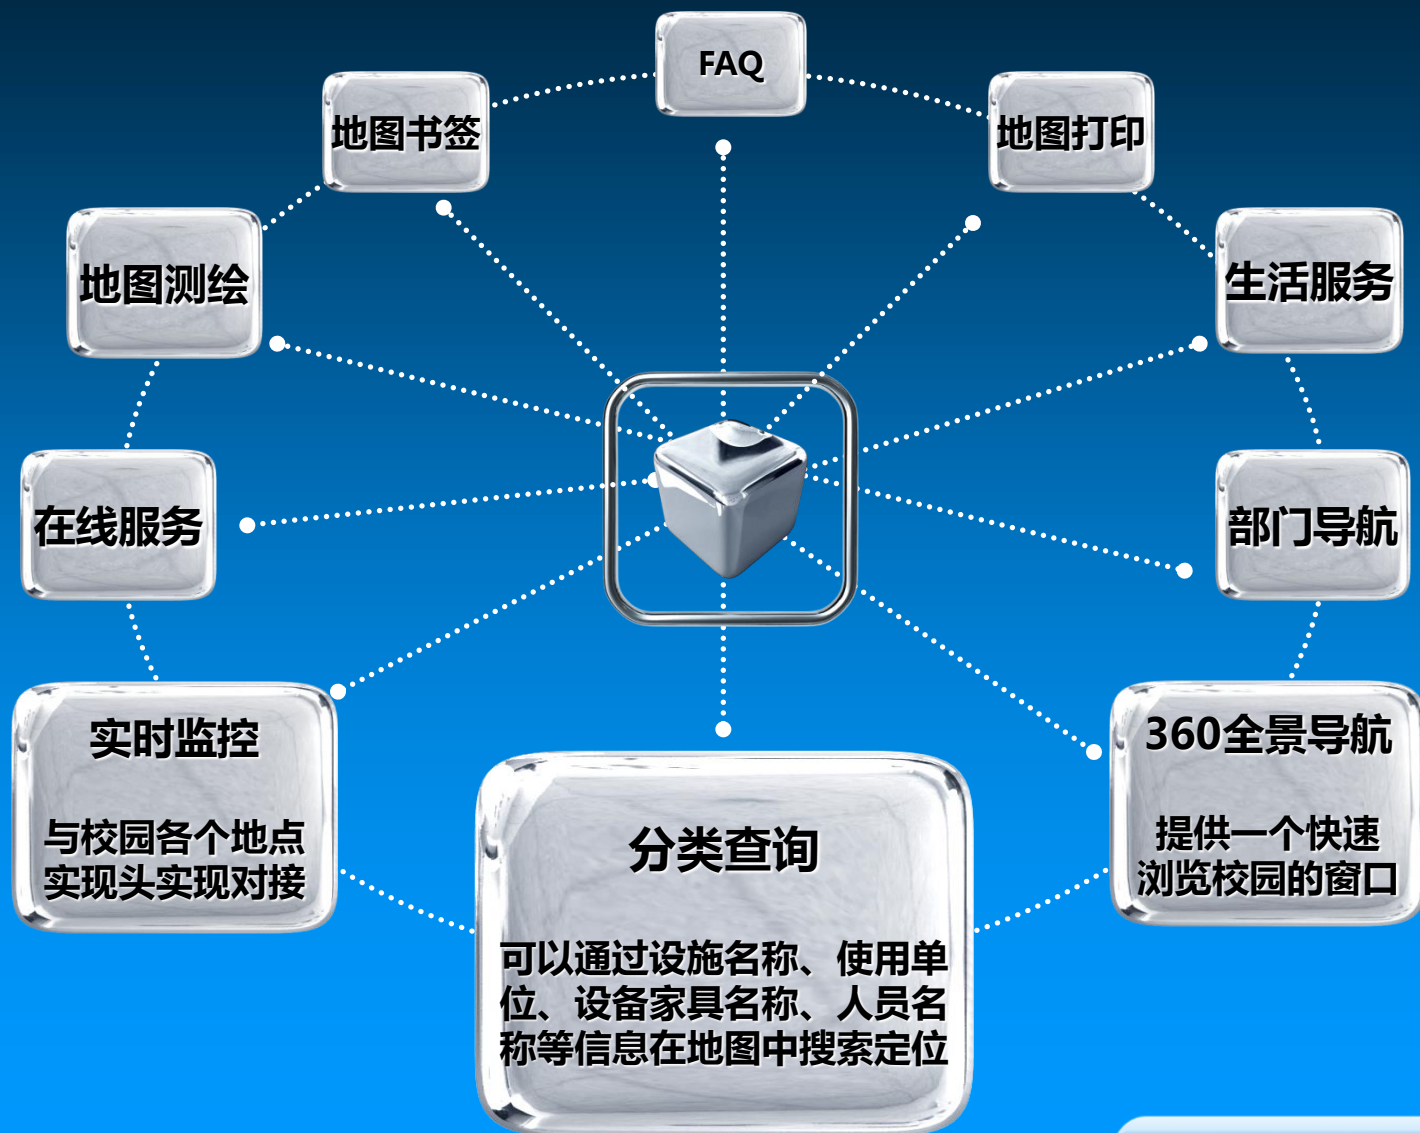 FAQ
地图书签
地图打印
地图测绘
生活服务
在线服务
部门导航
实时监控
与校园各个地点
实现头实现对接
360全景导航
提供一个快速
浏览校园的窗口
分类查询
可以通过设施名称、使用单
位、设备家具名称、人员名
称等信息在地图中搜索定位